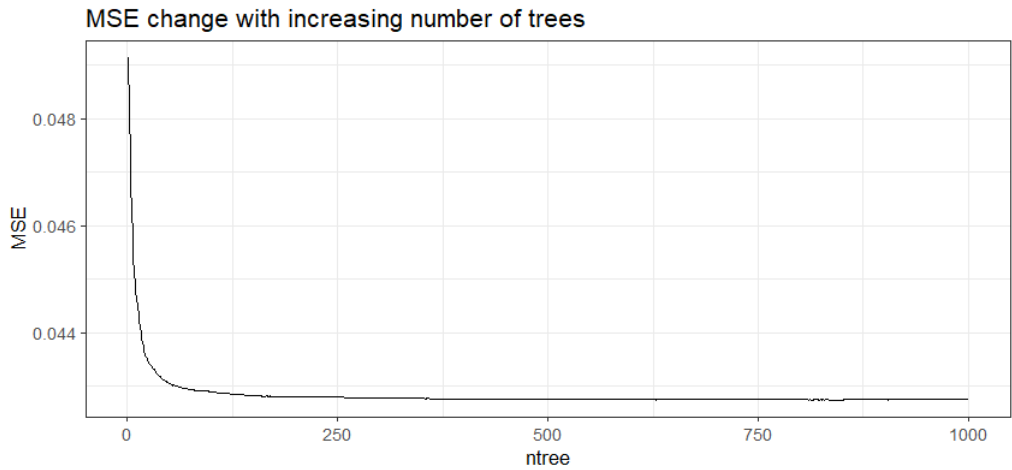 MSE change with increasing number of trees
MSE
0.048
0.046
0.044
0 250 500 750 1000
ntree